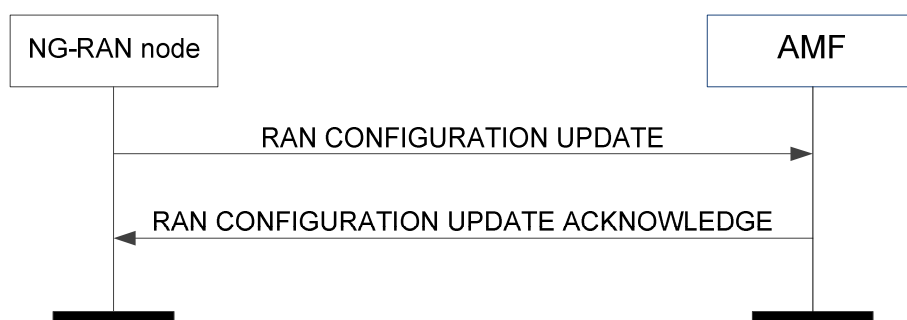 NG-RAN node
AMF
RAN CONFIGURATION UPDATE
RAN CONFIGURATION UPDATE ACKNOWLEDGE